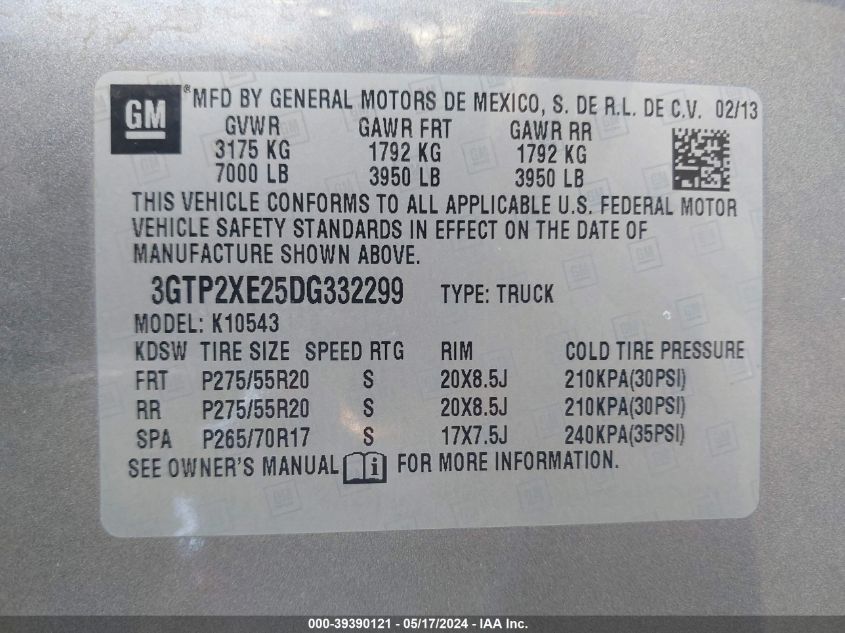 GM ® MFD BY GENERAL MOTORS DE MEXICO, S. DE R.L. DE C.V. 02/13
GVWR GAWR FRT GAWR RR
3175 KG 1792 KG 1792 KG
7000 LB 3950 LB 3950 LB
THIS VEHICLE CONFORMS TO ALL APPLICABLE U.S. FEDERAL MOTOR
VEHICLE SAFETY STANDARDS IN EFFECT ON THE DATE OF
MANUFACTURE SHOWN ABOVE.
3GTP2XE25DG332299 TYPE: TRUCK
MODEL: K10543
KDSW TIRE SIZE SPEED RTG RIM COLD TIRE PRESSURE
FRT P275/55R20 S 20X8.5J 210KPA(30PSI)
RR P275/55R20 S 20X8.5J 210KPA(30PSI)
SPA P265/70R17 S 17X7.5J 240KPA(35PSI)
SEE OWNER'S MANUAL i FOR MORE INFORMATION.
000-39390121 - 05/17/2024 - IAA Inc.